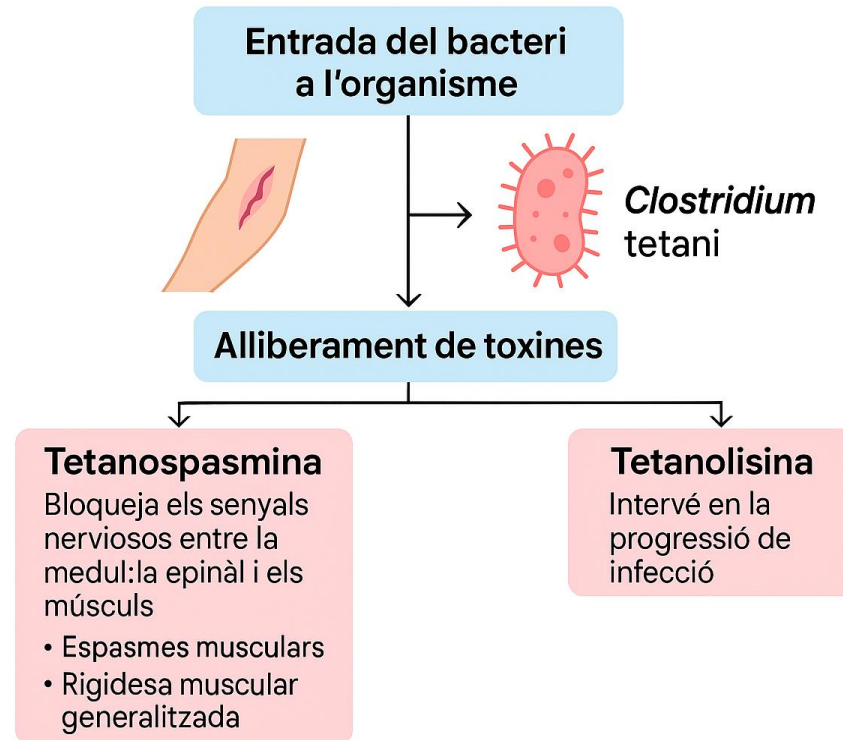 Entrada del bacteri
a l'organisme
Clostridium
tetani
Alliberament de toxines
Tetanospasmina
Bloqueja els senyals
nerviosos entre la
medul:la epinàl i els
músculs
• Espasmes musculars
• Rigidesa muscular
generalitzada
Tetanolisina
Intervé en la
progressió de
infecció